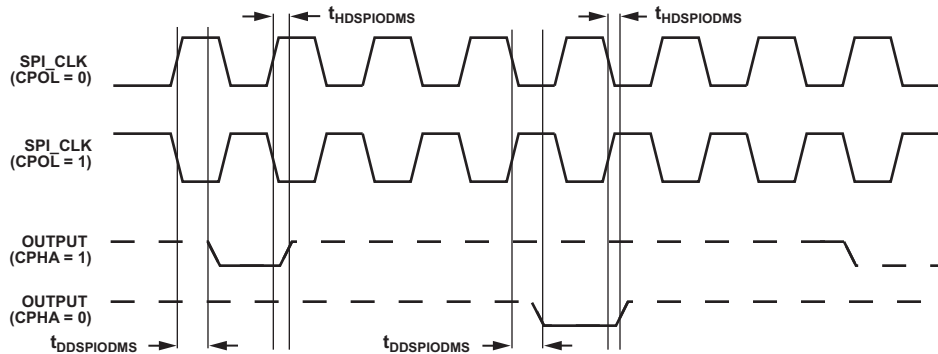 tHDSPIODMS tHDSPIODMS
SPI_CLK
(CPOL = 0)
SPI_CLK
(CPOL = 1)
OUTPUT
(CPHA = 1)
OUTPUT
(CPHA = 0)
tDDSPIODMS tDDSPIODMS